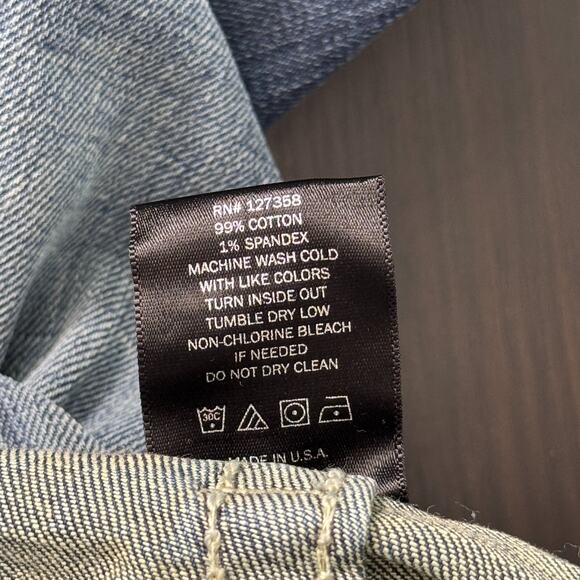 RN# 127358
99% COTTON
1% SPANDEX
MACHINE WASH COLD
WITH LIKE COLORS
TURN INSIDE OUT
TUMBLE DRY LOW
NON-CHLORINE BLEACH
IF NEEDED
DO NOT DRY CLEAN
30C
MADE IN U.S.A.